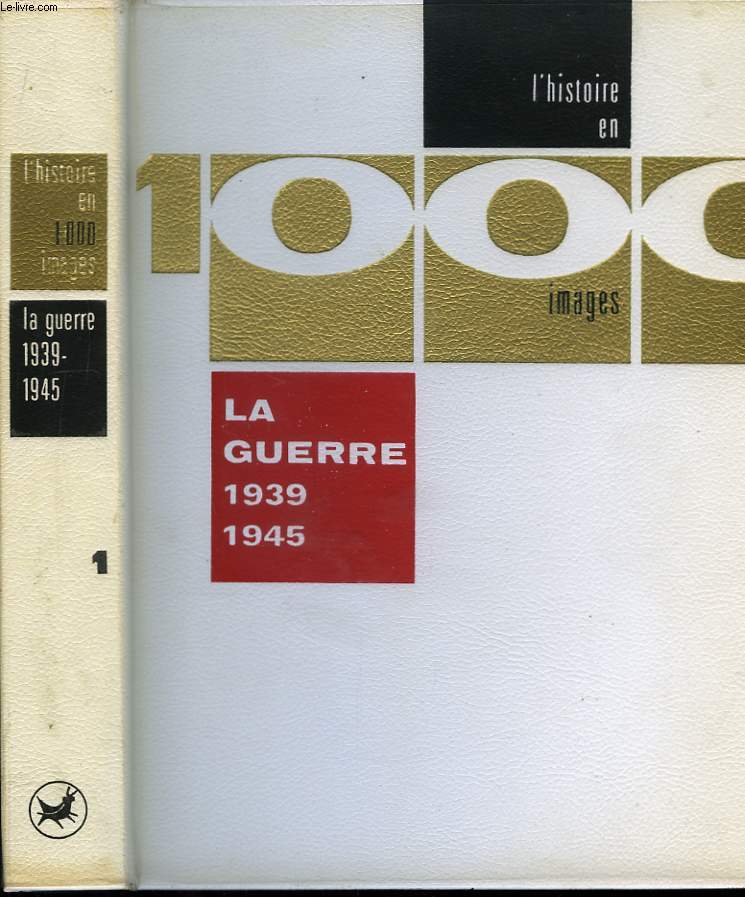 Le-livre.com
l'histoire
en
1000
images
la guerre
1939-
1945
1
l'histoire
en
1000
images
LA
GUERRE
1939
1945